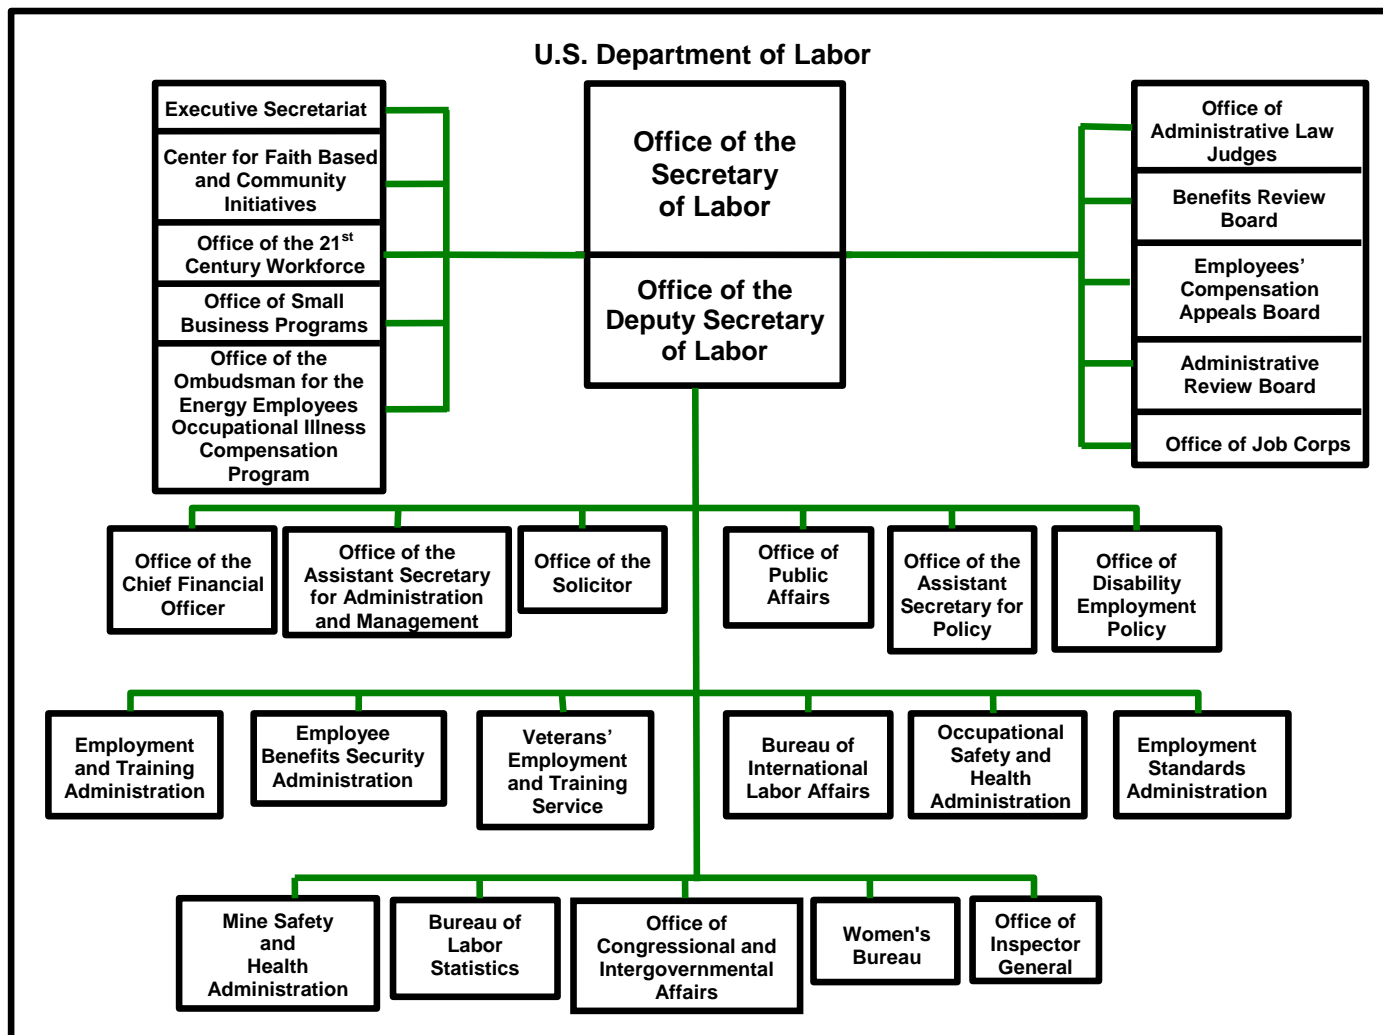 U.S. Department of Labor
Executive Secretariat
Center for Faith Based
and Community
Initiatives
Office of the 21st
Century Workforce
Office of Small
Business Programs
Office of the
Ombudsman for the
Energy Employees
Occupational Illness
Compensation
Program
Office of the
Secretary
of Labor
Office of the
Deputy Secretary
of Labor
Office of
Administrative Law
Judges
Benefits Review
Board
Employees’
Compensation
Appeals Board
Administrative
Review Board
Office of Job Corps
Office of the
Chief Financial
Officer
Office of the
Assistant Secretary
for Administration
and Management
Office of the
Solicitor
Office of
Public
Affairs
Office of the
Assistant
Secretary for
Policy
Office of
Disability
Employment
Policy
Employment
and Training
Administration
Employee
Benefits Security
Administration
Veterans’
Employment
and Training
Service
Bureau of
International
Labor Affairs
Occupational
Safety and
Health
Administration
Employment
Standards
Administration
Mine Safety
and
Health
Administration
Bureau of
Labor
Statistics
Office of
Congressional and
Intergovernmental
Affairs
Women's
Bureau
Office of
Inspector
General